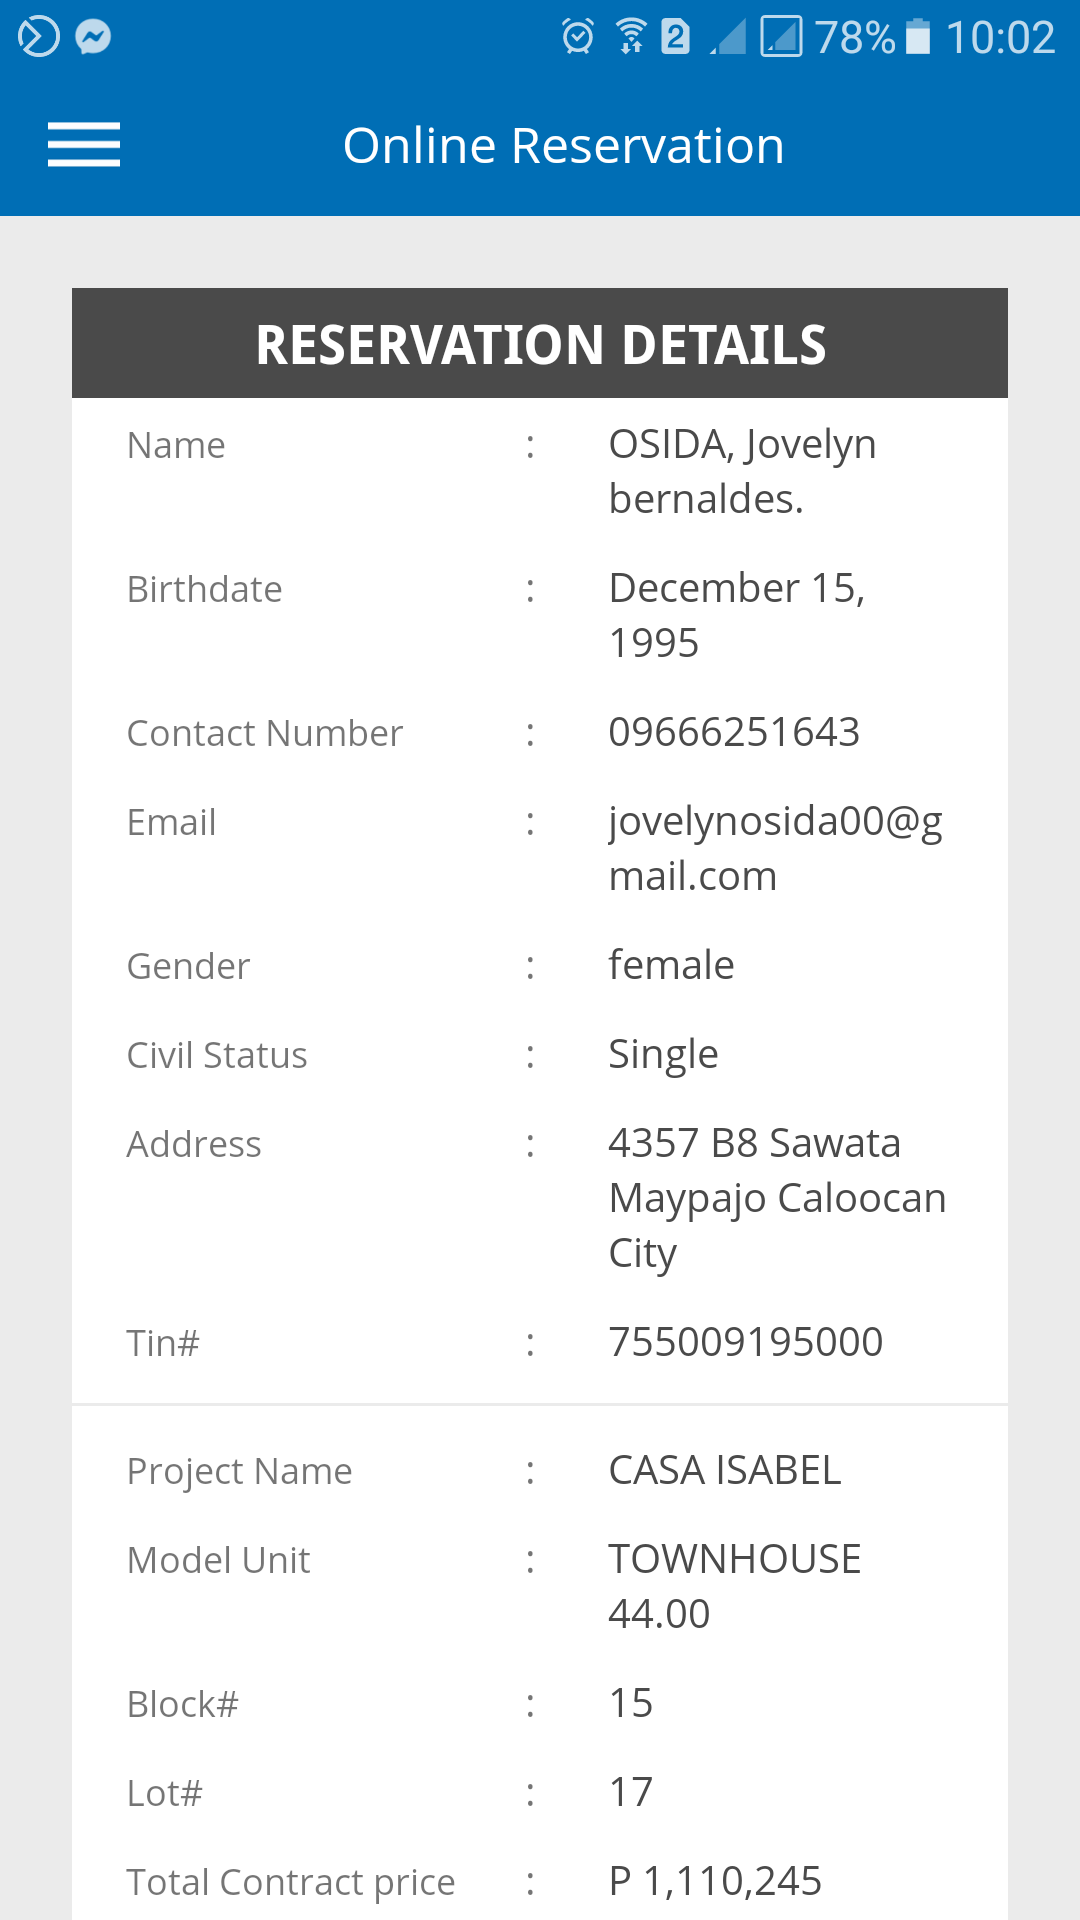 2 78% 10:02
Online Reservation
RESERVATION DETAILS
Name : OSIDA, Jovelyn
bernaldes.
Birthdate : December 15,
1995
Contact Number : 09666251643
Email : jovelynosida00@g
mail.com
Gender : female
Civil Status : Single
Address : 4357 B8 Sawata
Maypajo Caloocan
City
Tin# : 755009195000
Project Name : CASA ISABEL
Model Unit : TOWNHOUSE
44.00
Block# : 15
Lot# : 17
Total Contract price : P 1,110,245